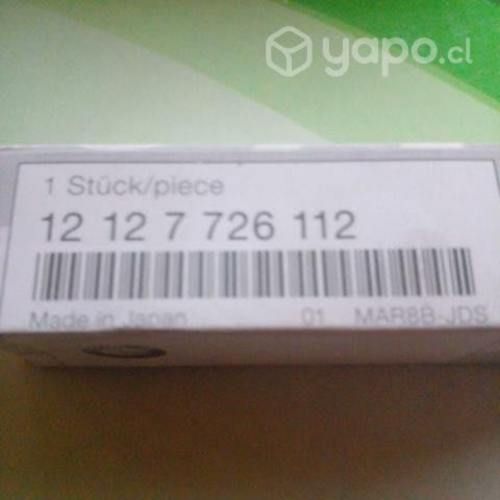 yapo.cl
1 Stück/piece
12 12 7 726 112
Made in Japan 01 MAR8B-JDS